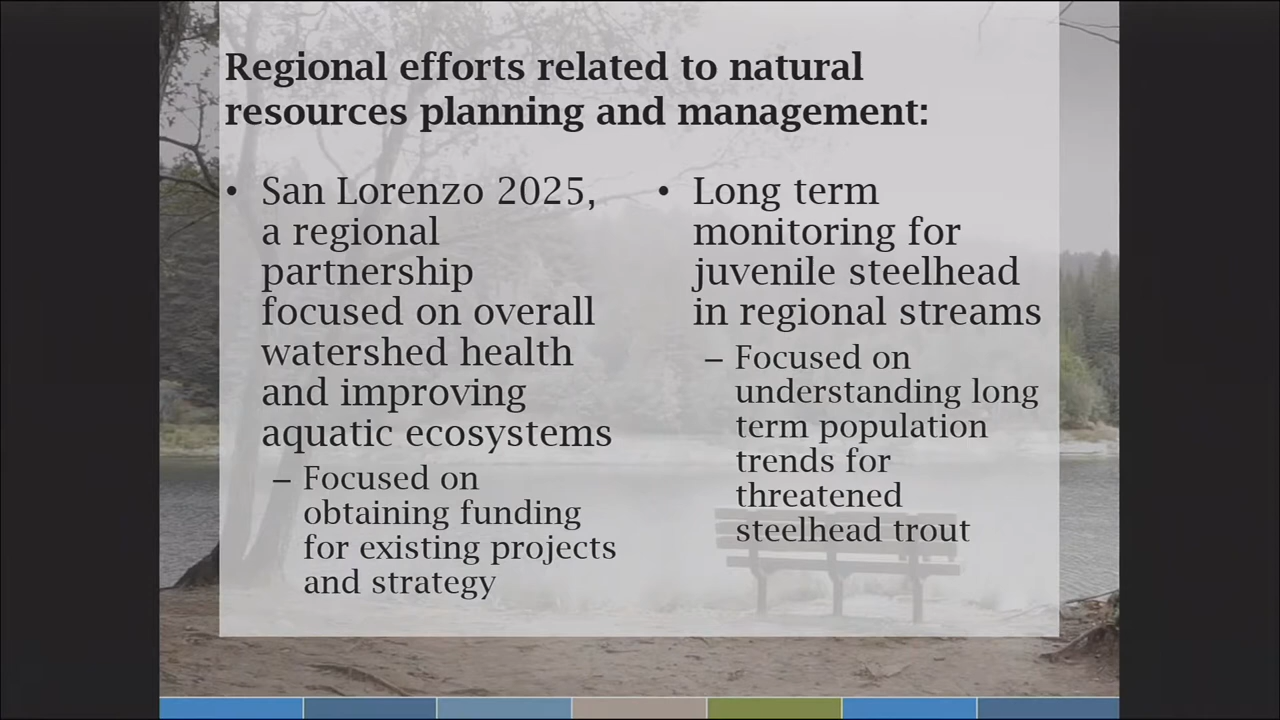 Regional efforts related to natural
resources planning and management:
• San Lorenzo 2025,
a regional
partnership
focused on overall
watershed health
and improving
aquatic ecosystems
– Focused on
obtaining funding
for existing projects
and strategy
• Long term
monitoring for
juvenile steelhead
in regional streams
– Focused on
understanding long
term population
trends for
threatened
steelhead trout